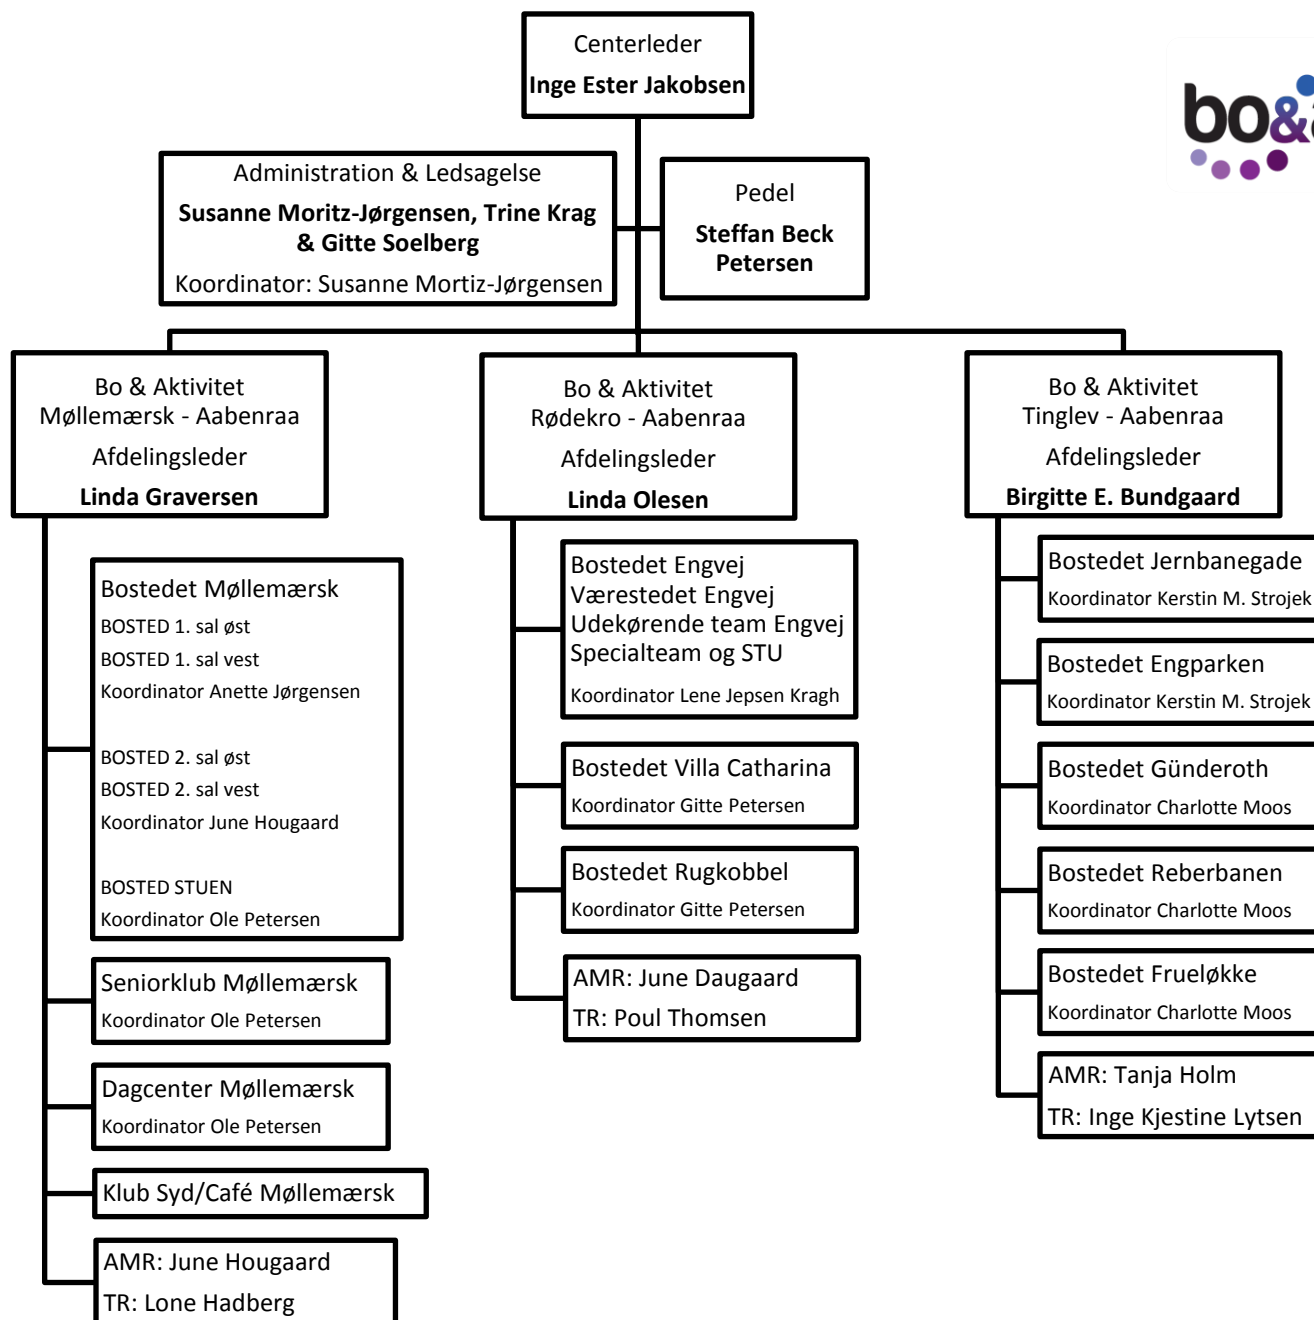 Centerleder
Inge Ester Jakobsen
bo&
Administration & Ledsagelse
Susanne Moritz-Jørgensen, Trine Krag
& Gitte Soelberg
Koordinator: Susanne Mortiz-Jørgensen
Pedel
Steffan Beck
Petersen
Bo & Aktivitet
Møllemærsk - Aabenraa
Afdelingsleder
Linda Graversen
Bostedet Møllemærsk
BOSTED 1. sal øst
BOSTED 1. sal vest
Koordinator Anette Jørgensen
BOSTED 2. sal øst
BOSTED 2. sal vest
Koordinator June Hougaard
BOSTED STUEN
Koordinator Ole Petersen
Seniorklub Møllemærsk
Koordinator Ole Petersen
Dagcenter Møllemærsk
Koordinator Ole Petersen
Klub Syd/Café Møllemærsk
AMR: June Hougaard
TR: Lone Hadberg
Bo & Aktivitet
Rødekro - Aabenraa
Afdelingsleder
Linda Olesen
Bostedet Engvej
Værestedet Engvej
Udekørende team Engvej
Specialteam og STU
Koordinator Lene Jepsen Kragh
Bostedet Villa Catharina
Koordinator Gitte Petersen
Bostedet Rugkobbel
Koordinator Gitte Petersen
AMR: June Daugaard
TR: Poul Thomsen
Bo & Aktivitet
Tinglev - Aabenraa
Afdelingsleder
Birgitte E. Bundgaard
Bostedet Jernbanegade
Koordinator Kerstin M. Strojek
Bostedet Engparken
Koordinator Kerstin M. Strojek
Bostedet Günderoth
Koordinator Charlotte Moos
Bostedet Reberbanen
Koordinator Charlotte Moos
Bostedet Frueløkke
Koordinator Charlotte Moos
AMR: Tanja Holm
TR: Inge Kjestine Lytsen